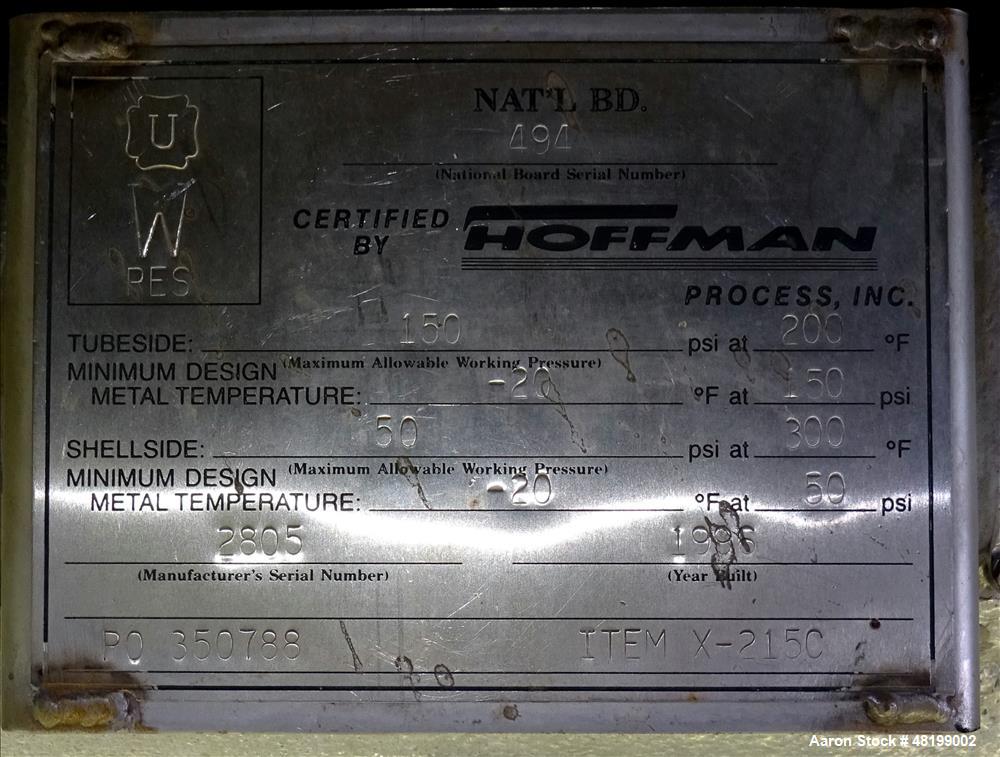 U
W
RES
NAT'L BD.
494
(National Board Serial Number)
CERTIFIED BY HOFFMAN
PROCESS, INC.
TUBESIDE: 150 psi at 200 °F
(Maximum Allowable Working Pressure)
MINIMUM DESIGN
METAL TEMPERATURE: -20 °F at 150 psi
SHELLSIDE: 50 psi at 300 °F
(Maximum Allowable Working Pressure)
MINIMUM DESIGN
METAL TEMPERATURE: -20 °F at 50 psi
2805 1996
(Manufacturer's Serial Number) (Year Built)
PO 350788 ITEM X-215C
Aaron Stock # 48199002